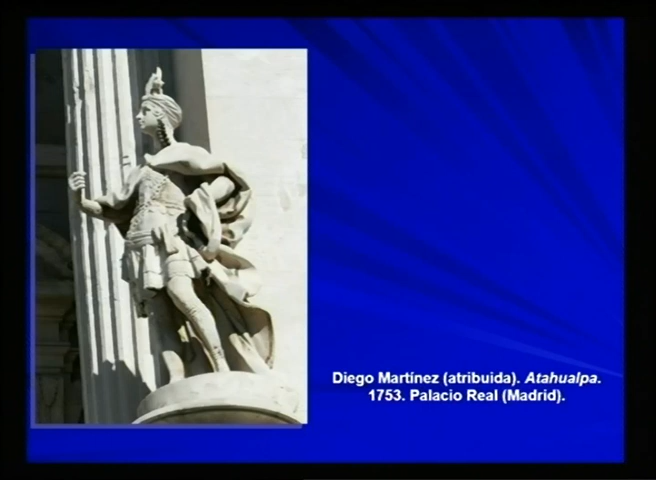 Diego Martínez (atribuida). Atahualpa.
1753. Palacio Real (Madrid).